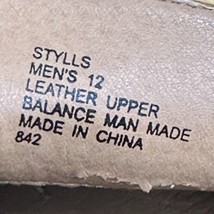 STYLLS
MEN'S 12
LEATHER UPPER
BALANCE MAN MADE
MADE IN CHINA
842